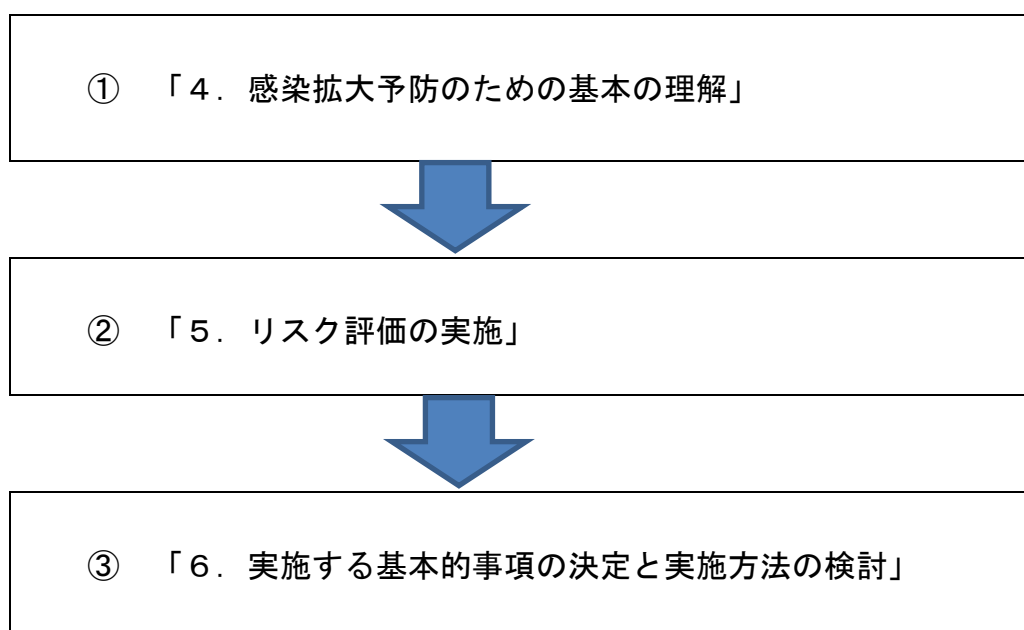 ① 「４．感染拡大予防のための基本の理解」
② 「５．リスク評価の実施」
③ 「６．実施する基本的事項の決定と実施方法の検討」